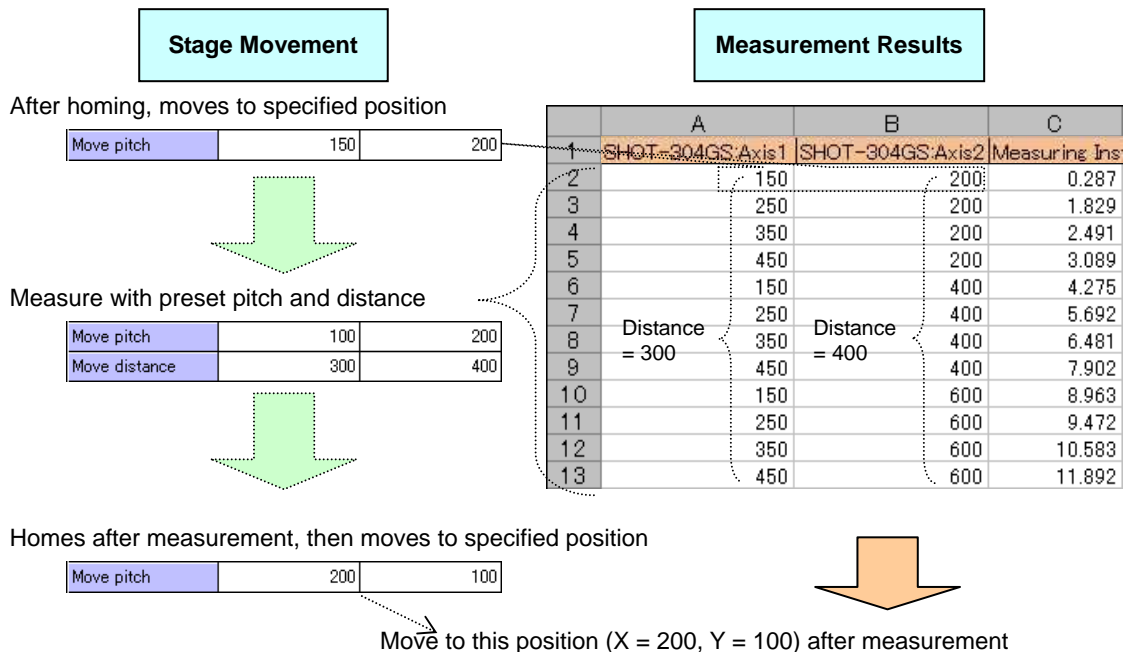 Stage Movement
Measurement Results
After homing, moves to specified position
Move pitch 150 200
A B C
1 SHOT-304GS:Axis1 SHOT-304GS:Axis2 Measuring Ins
2 150 200 0.287
3 250 200 1.829
4 350 200 2.491
5 450 200 3.089
6 150 400 4.275
7 250 400 5.692
8 350 400 6.481
9 450 400 7.902
10 150 600 8.963
11 250 600 9.472
12 350 600 10.583
13 450 600 11.892
Distance
= 300
Distance
= 400
Measure with preset pitch and distance
Move pitch 100 200
Move distance 300 400
Homes after measurement, then moves to specified position
Move pitch 200 100
Move to this position (X = 200, Y = 100) after measurement